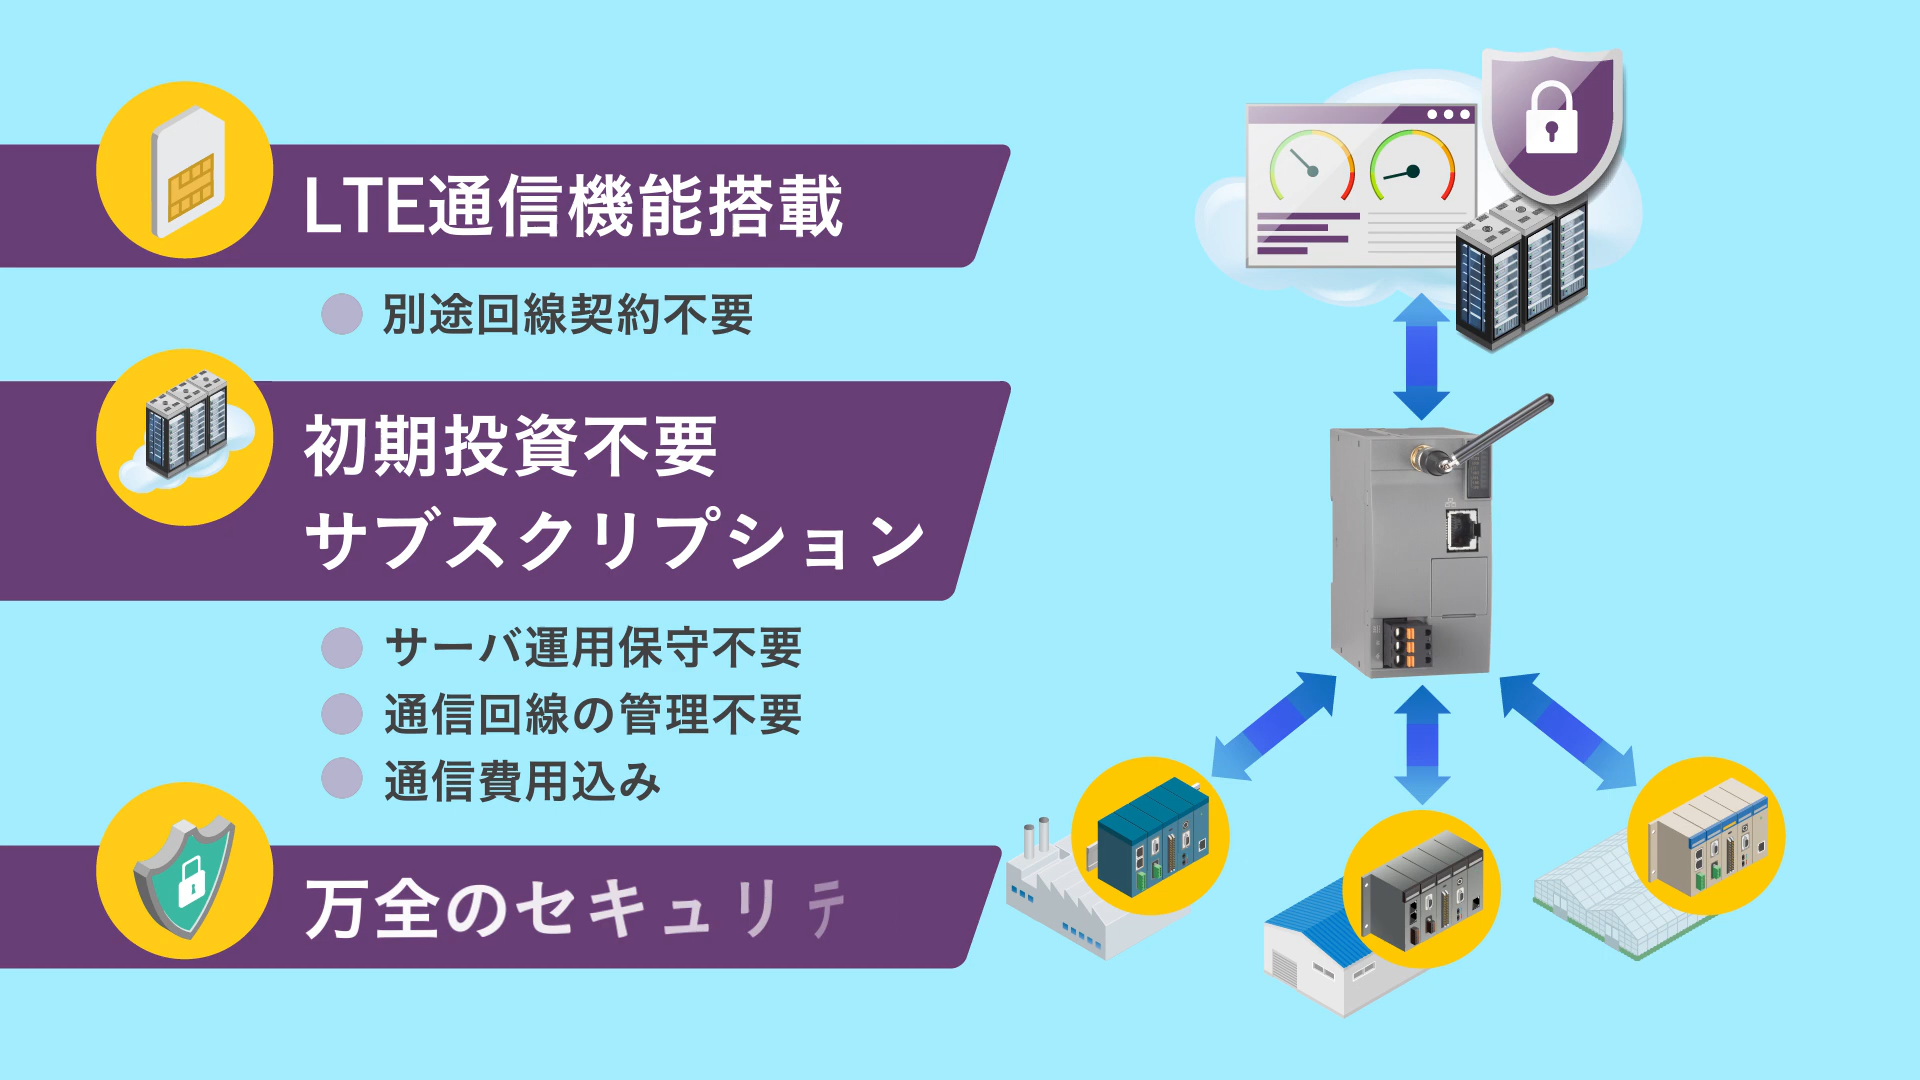 LTE通信機能搭載
別途回線契約不要
初期投資不要
サブスクリプション
サーバ運用保守不要
通信回線の管理不要
通信費用込み
万全のセキュリテ